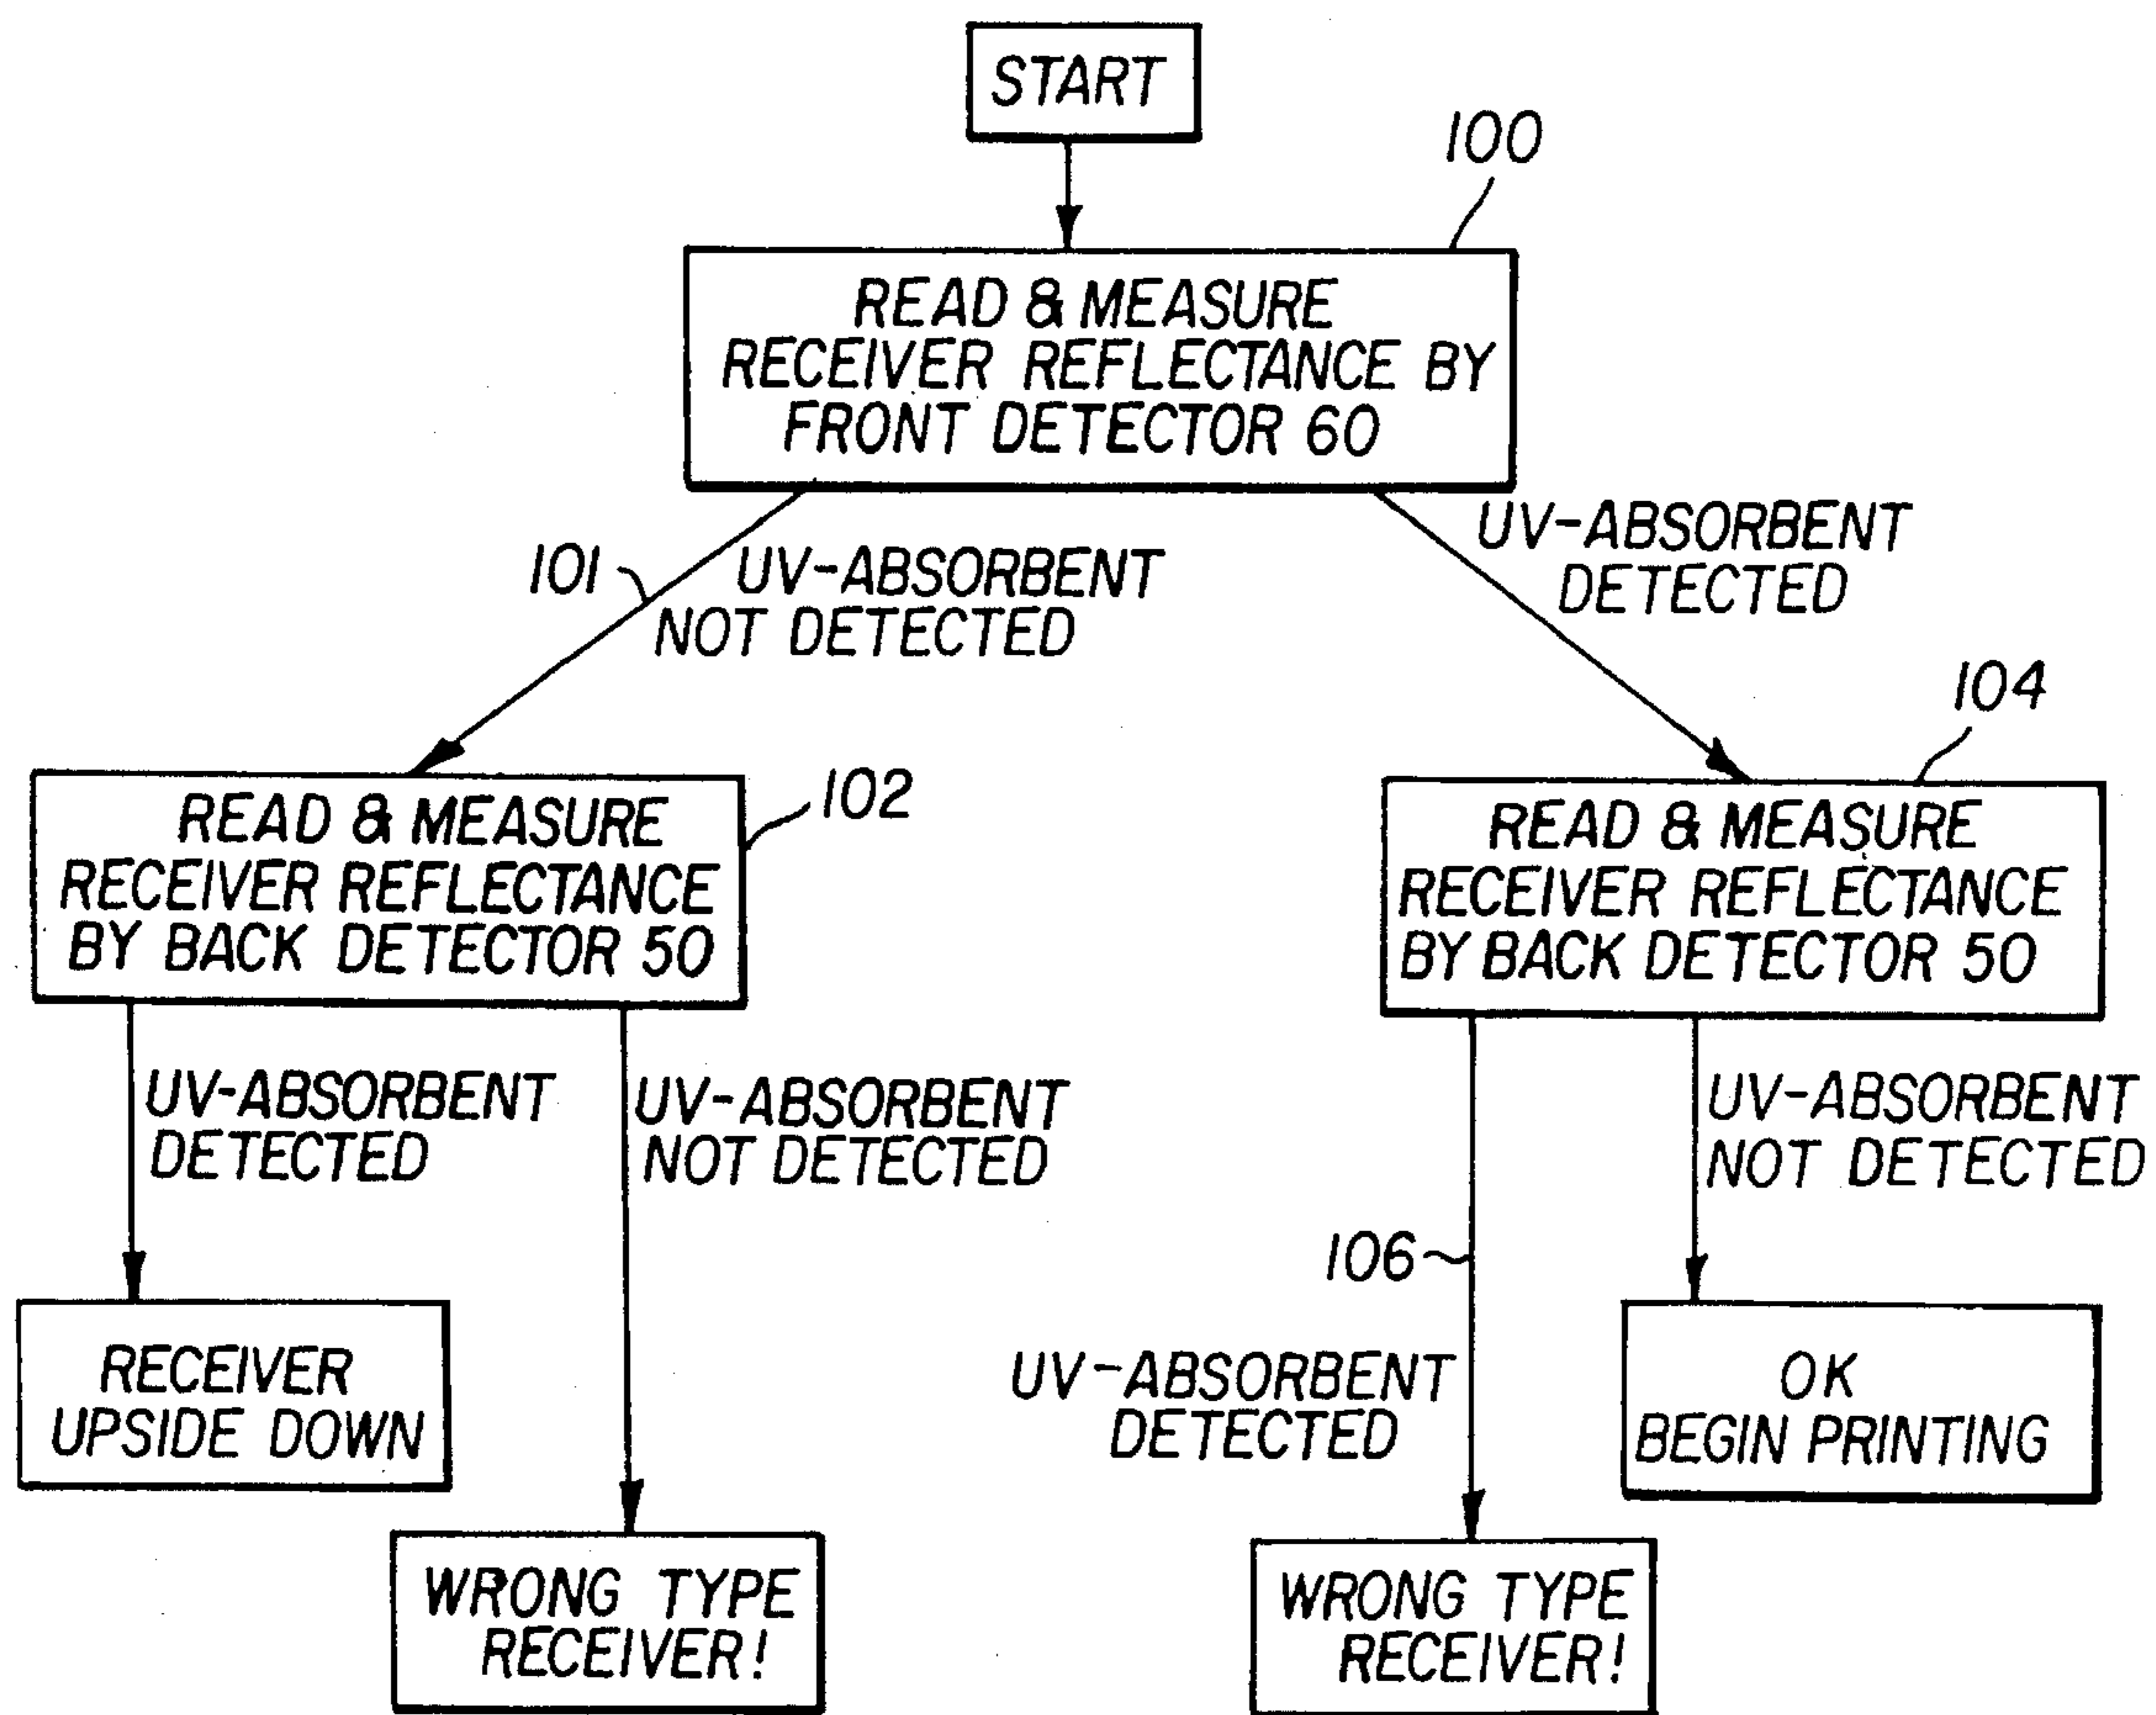 START
100
READ & MEASURE
RECEIVER REFLECTANCE BY
FRONT DETECTOR 60
101
UV-ABSORBENT
NOT DETECTED
UV-ABSORBENT
DETECTED
102
READ & MEASURE
RECEIVER REFLECTANCE
BY BACK DETECTOR 50
104
READ & MEASURE
RECEIVER REFLECTANCE
BY BACK DETECTOR 50
UV-ABSORBENT
DETECTED
UV-ABSORBENT
NOT DETECTED
106
UV-ABSORBENT
DETECTED
UV-ABSORBENT
NOT DETECTED
RECEIVER
UPSIDE DOWN
WRONG TYPE
RECEIVER!
WRONG TYPE
RECEIVER!
OK
BEGIN PRINTING